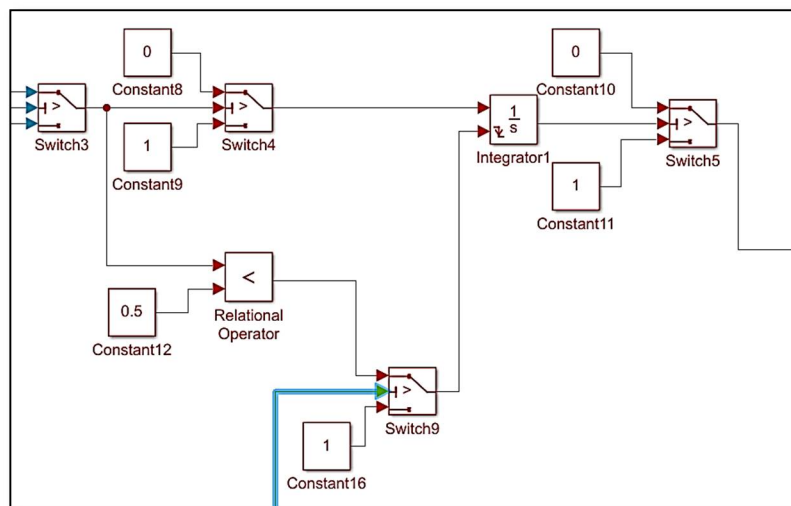 0
Constant8
>
Switch3
>
Switch4
1
Constant9
1
s
Integrator1
0
Constant10
>
Switch5
1
Constant11
<
Relational
Operator
0.5
Constant12
>
Switch9
1
Constant16